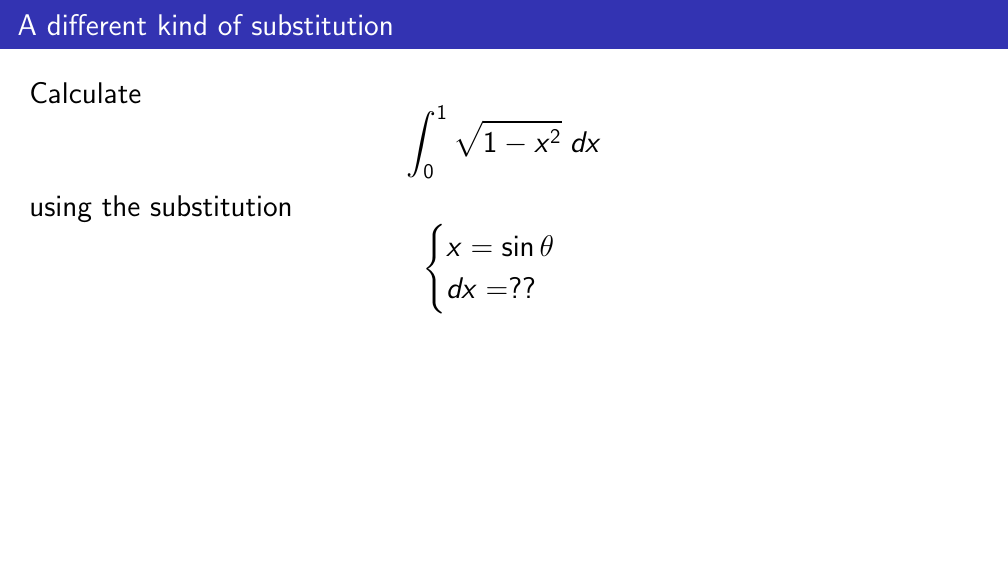 A different kind of substitution
Calculate
∫₀¹ √(1 − x²) dx
using the substitution
{ x = sin θ
dx =??